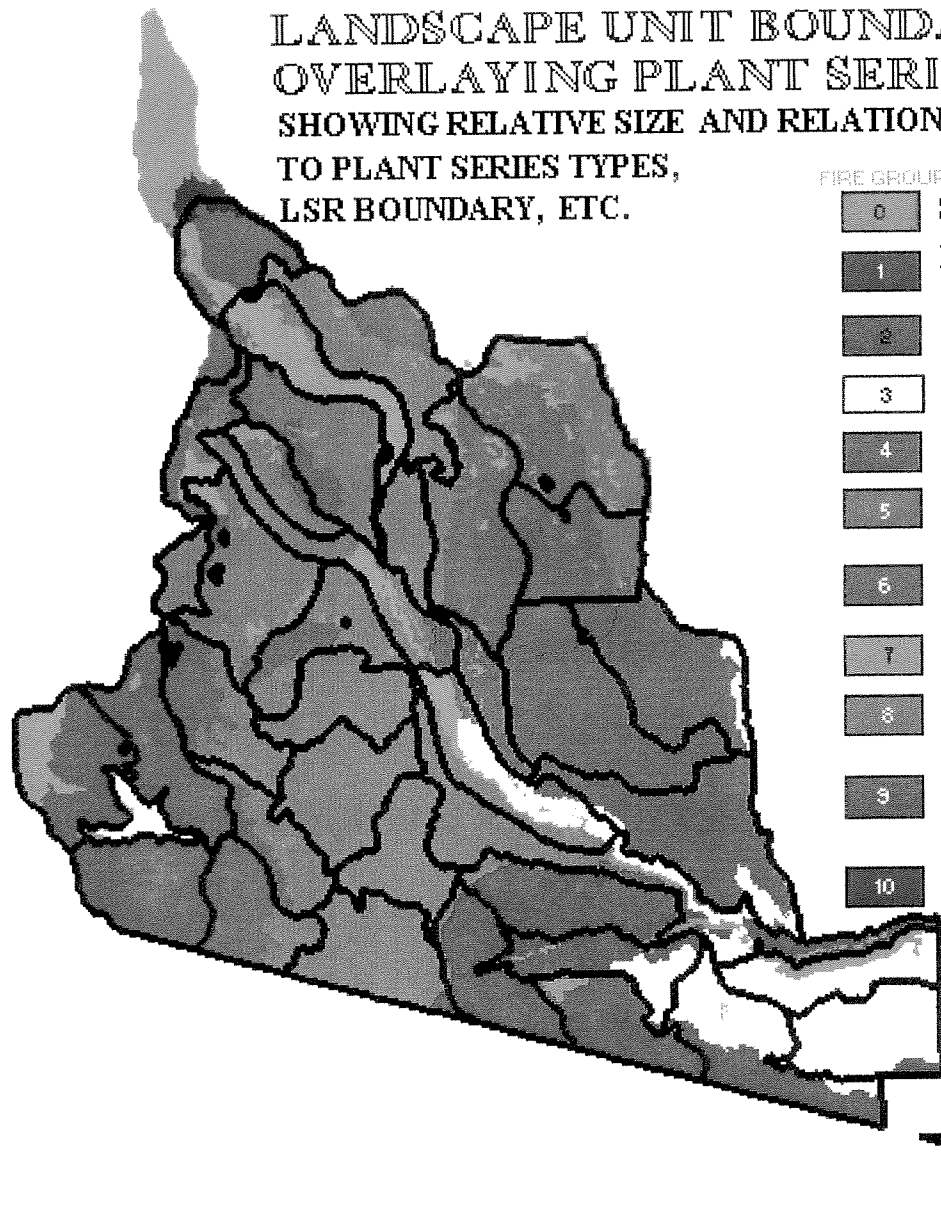 LANDSCAPE UNIT BOUND
OVERLAYING PLANT SERI
SHOWING RELATIVE SIZE AND RELATION
TO PLANT SERIES TYPES,
LSR BOUNDARY, ETC.
FIRE GROUP
0
1
2
3
4
5
6
7
8
9
10